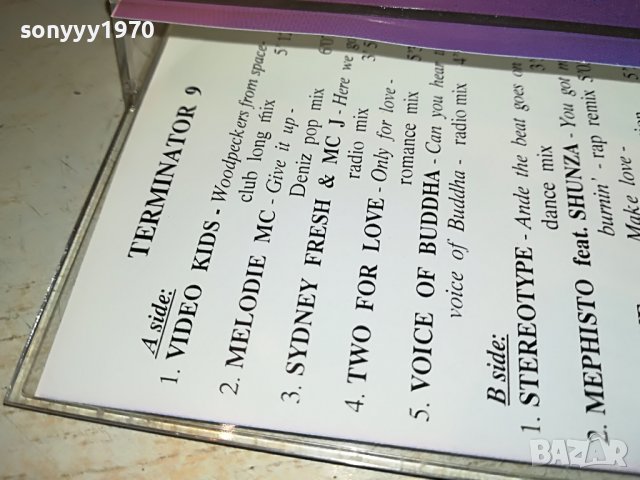 sonyyy1970
TERMINATOR 9
A side:
1. VIDEO KIDS - Woodpeckers from space-
club long mix
2. MELODIE MC - Give it up -
Deniz pop mix
3. SYDNEY FRESH & MC J - Here we
radio mix
4. TWO FOR LOVE - Only for love -
romance mix
5. VOICE OF BUDDHA - Can you hear
voice of Buddha - radio mix
B side:
1. STEREOTYPE - Ande the beat goes on
dance mix
2. MEPHISTO feat. SHUNZA - You got
burnin' - rap remix
Make love -
BAZAR
bg